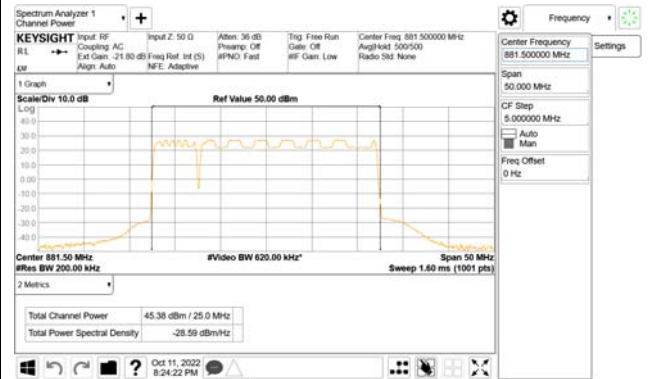 Spectrum Analyzer 1
Channel Power
Frequency
KEYSIGHT
RL
Input: RF
Coupling: AC
Ext Gain: -21.80 dB
Align: Auto
Input Z: 50 Ω
Freq Ref: Int (S)
NFE: Adaptive
Atten: 36 dB
Preamp: Off
#PNO: Fast
Trig: Free Run
Gate: Off
#IF Gain: Low
Center Freq: 881.500000 MHz
Avg|Hold: 500/500
Radio Std: None
Center Frequency
881.500000 MHz
Settings
Span
50.000 MHz
CF Step
5.000000 MHz
Auto
Man
Freq Offset
0 Hz
1 Graph
Scale/Div 10.0 dB
Ref Value 50.00 dBm
Log
40.0
30.0
20.0
10.0
0.00
-10.0
-20.0
-30.0
-40.0
Center 881.50 MHz
#Video BW 620.00 kHz*
Span 50 MHz
#Res BW 200.00 kHz
Sweep 1.60 ms (1001 pts)
2 Metrics
Total Channel Power 45.38 dBm / 25.0 MHz
Total Power Spectral Density -28.59 dBm/Hz
Oct 11, 2022
8:24:22 PM